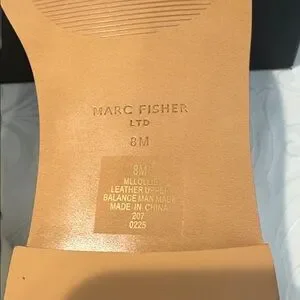 MARC FISHER
LTD
8M
8M
LEATHER UPPER
BALANCE MAN MADE
MADE IN CHINA
207
0225